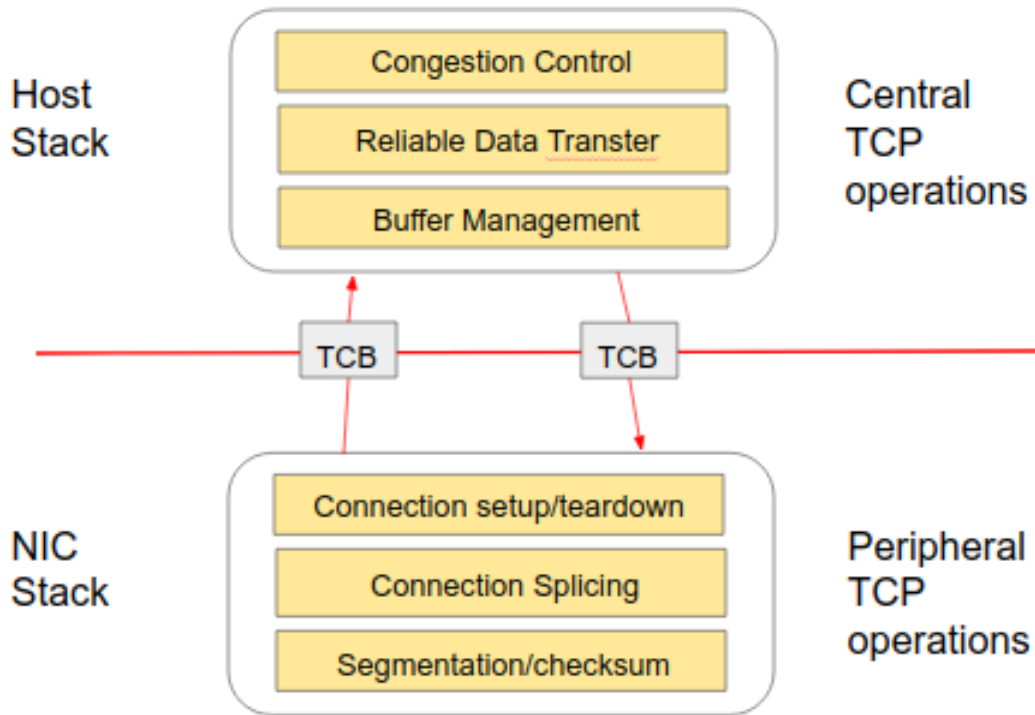 Host
Stack
Congestion Control
Reliable Data Transter
Buffer Management
Central
TCP
operations
TCB
TCB
NIC
Stack
Connection setup/teardown
Connection Splicing
Segmentation/checksum
Peripheral
TCP
operations